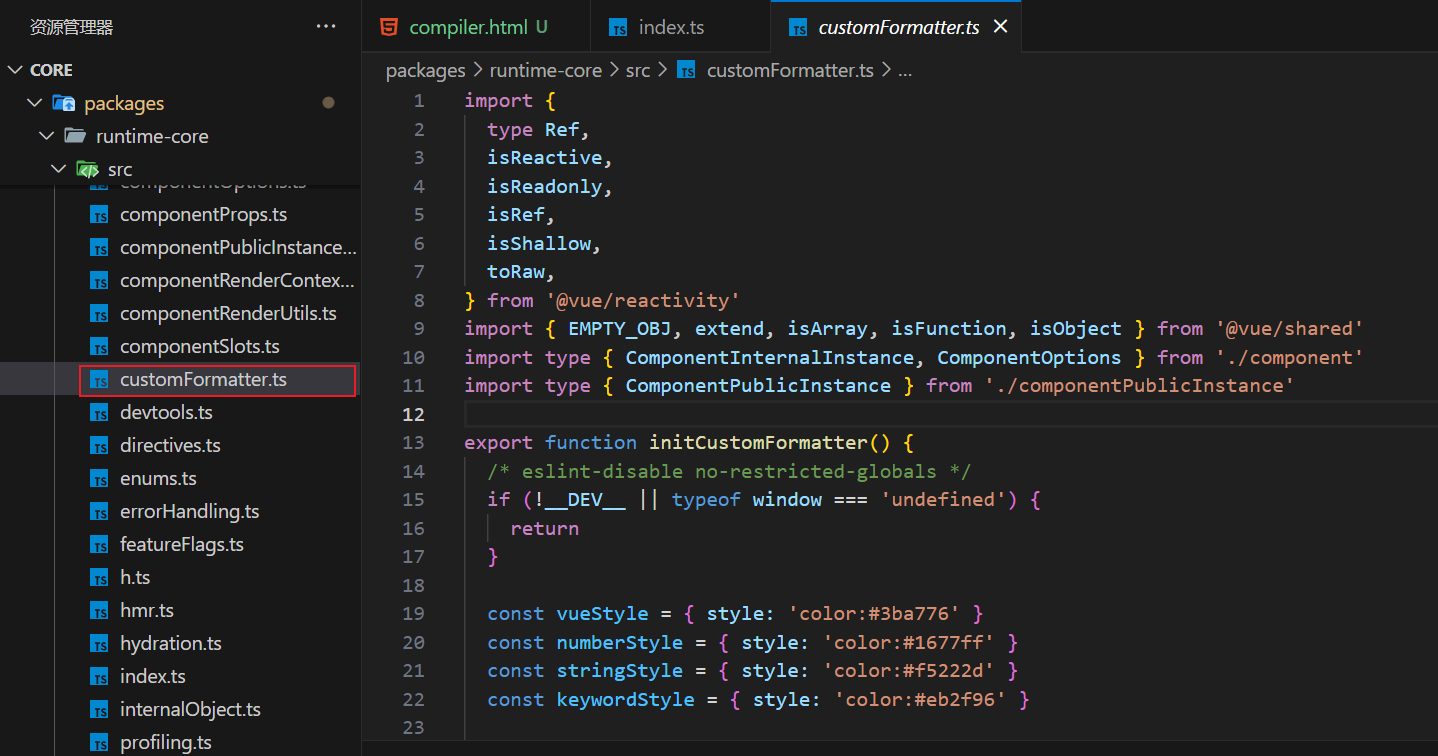 资源管理器
CORE
packages
runtime-core
src
componentOptions.ts
componentProps.ts
componentPublicInstance...
componentRenderContex...
componentRenderUtils.ts
componentSlots.ts
customFormatter.ts
devtools.ts
directives.ts
enums.ts
errorHandling.ts
featureFlags.ts
h.ts
hmr.ts
hydration.ts
index.ts
internalObject.ts
profiling.ts
compiler.html U
index.ts
customFormatter.ts
packages > runtime-core > src > customFormatter.ts > ...
1 import {
2 type Ref,
3 isReactive,
4 isReadonly,
5 isRef,
6 isShallow,
7 toRaw,
8 } from '@vue/reactivity'
9 import { EMPTY_OBJ, extend, isArray, isFunction, isObject } from '@vue/shared'
10 import type { ComponentInternalInstance, ComponentOptions } from './component'
11 import type { ComponentPublicInstance } from './componentPublicInstance'
12
13 export function initCustomFormatter() {
14 /* eslint-disable no-restricted-globals */
15 if (!__DEV__ || typeof window === 'undefined') {
16 return
17 }
18
19 const vueStyle = { style: 'color:#3ba776' }
20 const numberStyle = { style: 'color:#1677ff' }
21 const stringStyle = { style: 'color:#f5222d' }
22 const keywordStyle = { style: 'color:#eb2f96' }
23